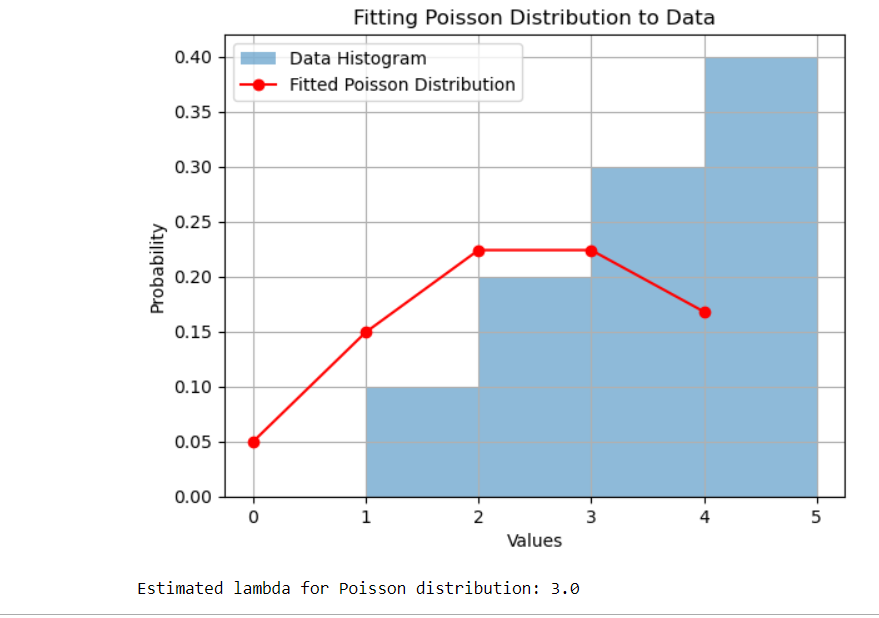 Fitting Poisson Distribution to Data
Data Histogram
Fitted Poisson Distribution
0.40
0.35
0.30
0.25
0.20
0.15
0.10
0.05
0.00
Probability
0 1 2 3 4 5
Values
Estimated lambda for Poisson distribution: 3.0